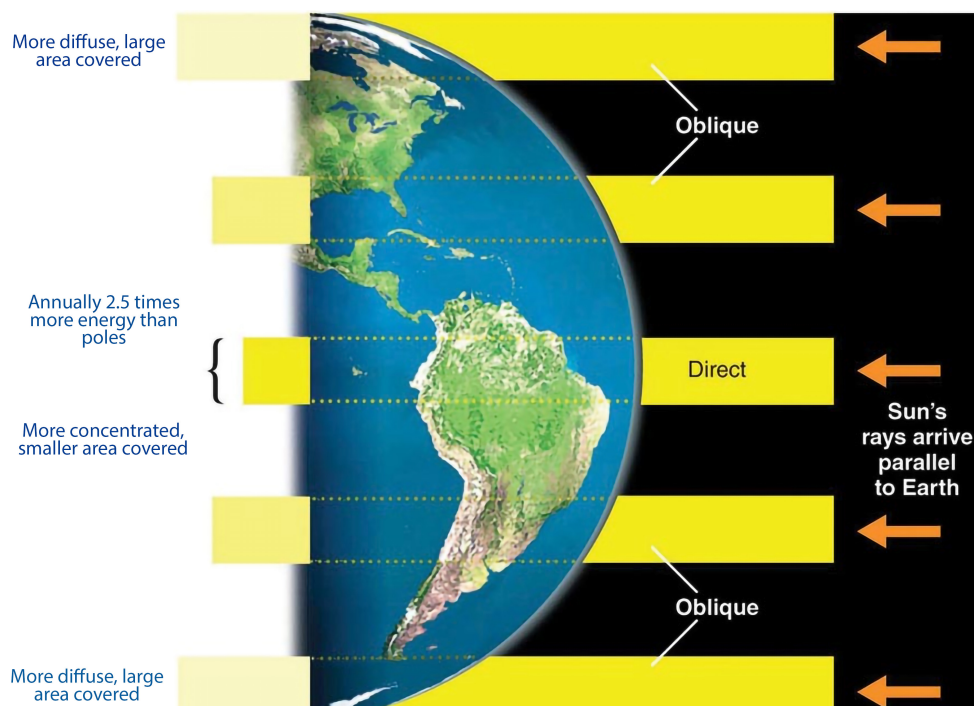 More diffuse, large
area covered
Oblique
Annually 2.5 times
more energy than
poles
Direct
More concentrated,
smaller area covered
Sun's
rays arrive
parallel
to Earth
Oblique
More diffuse, large
area covered